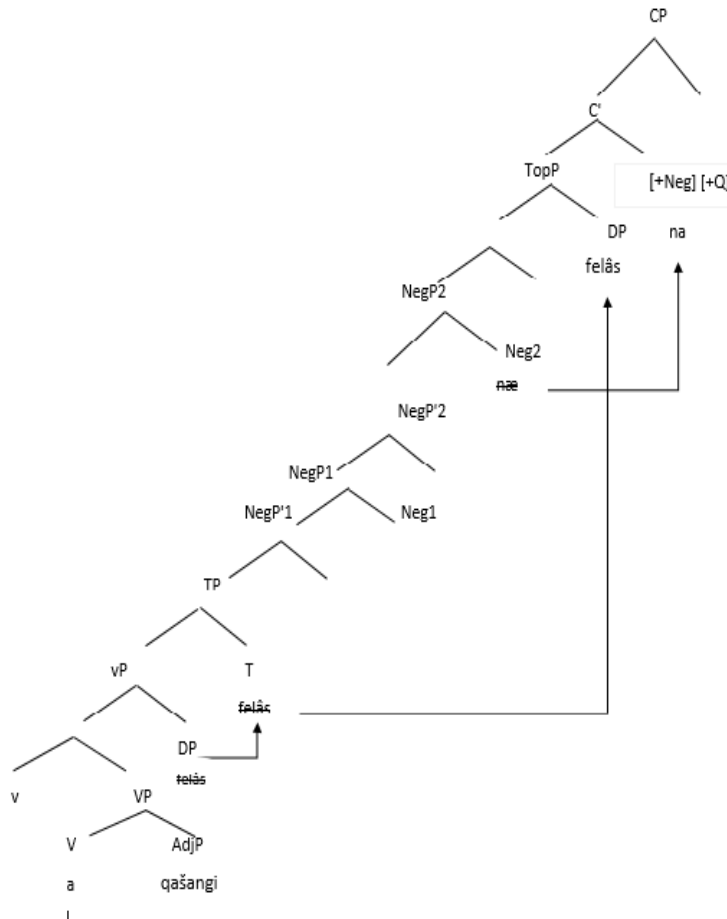 CP
C'
TopP
[+Neg] [+Q]
DP na
felâs
NegP2
Neg2
næ
NegP'2
NegP1
NegP'1 Neg1
TP
vP T
felâs
DP
felâs
v VP
V AdjP
a qašangi